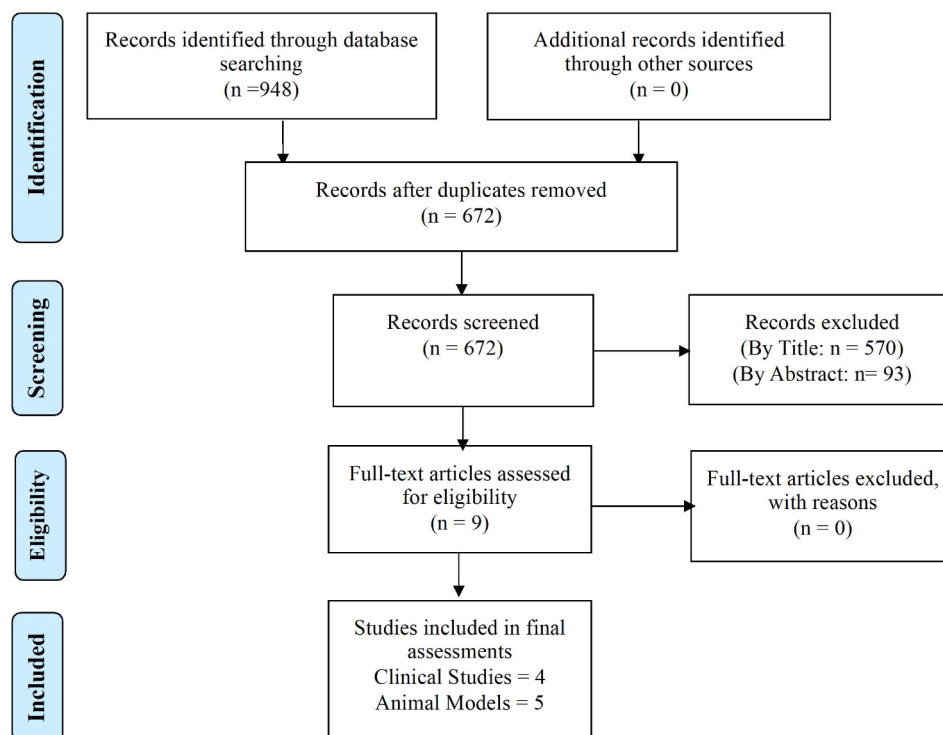 Identification
Records identified through database
searching
(n =948)
Additional records identified
through other sources
(n = 0)
Records after duplicates removed
(n = 672)
Screening
Records screened
(n = 672)
Records excluded
(By Title: n = 570)
(By Abstract: n= 93)
Eligibility
Full-text articles assessed
for eligibility
(n = 9)
Full-text articles excluded,
with reasons
(n = 0)
Included
Studies included in final
assessments
Clinical Studies = 4
Animal Models = 5